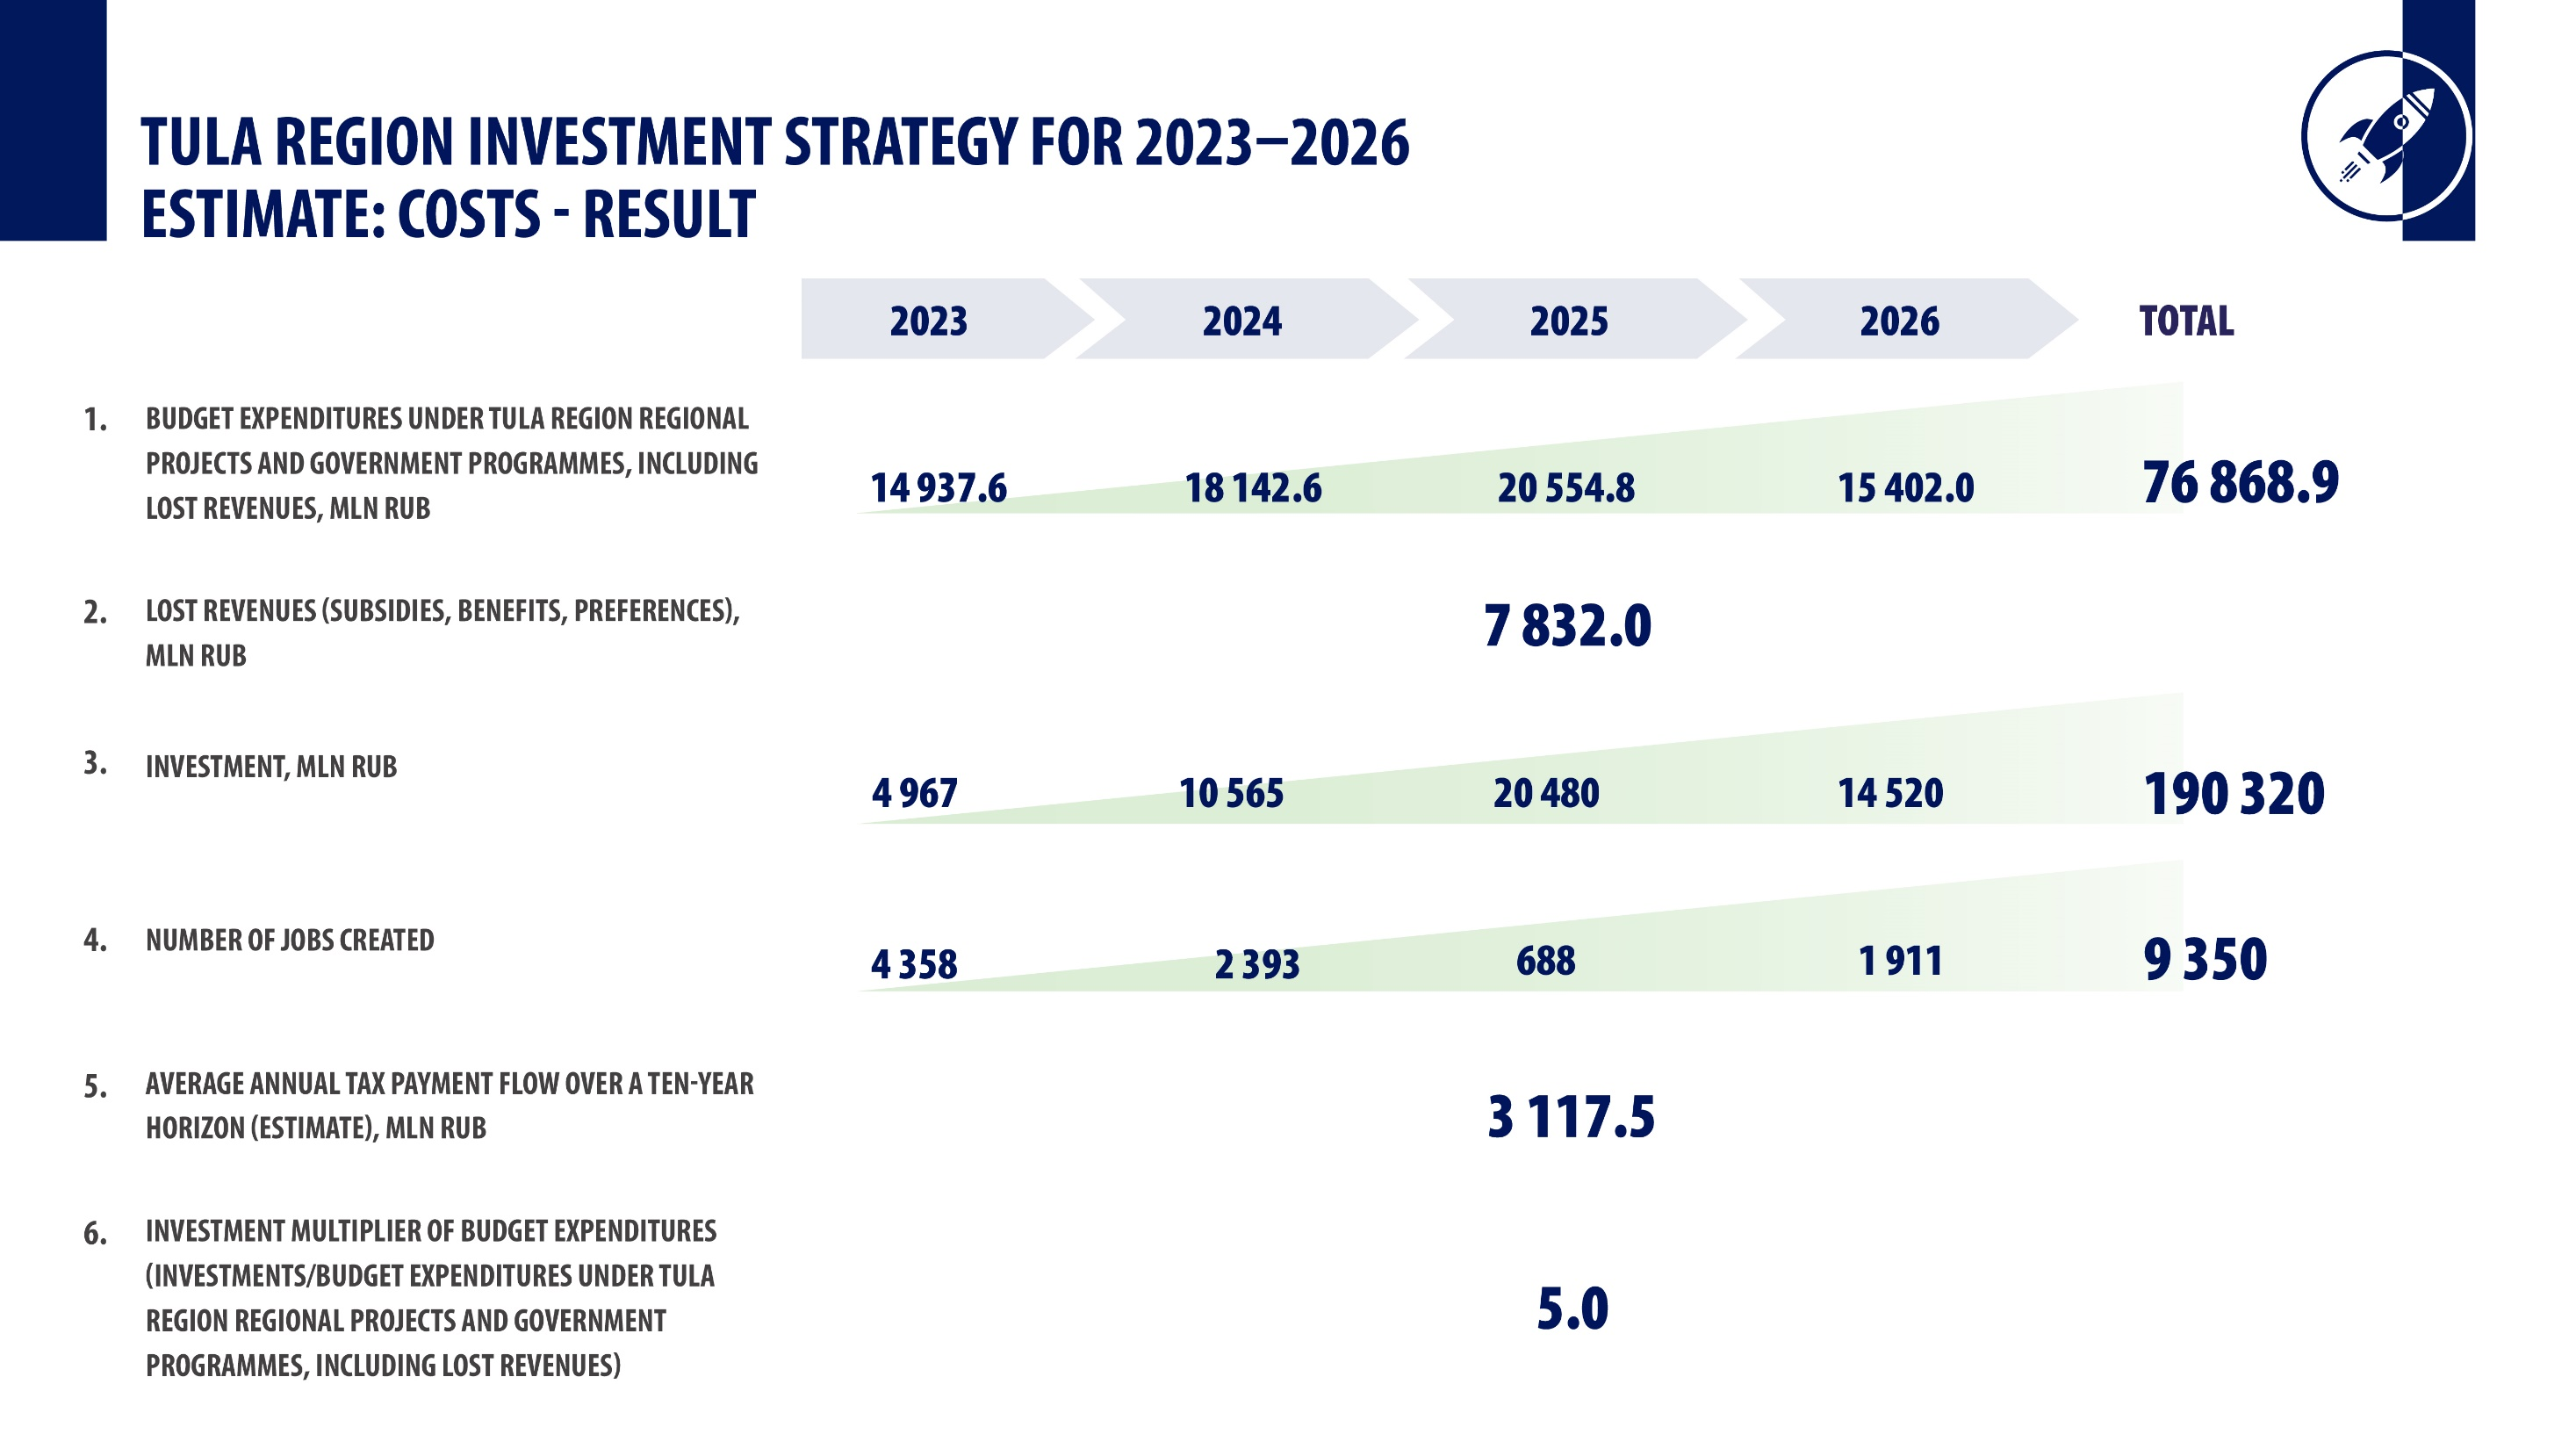 TULA REGION INVESTMENT STRATEGY FOR 2023–2026
ESTIMATE: COSTS - RESULT
2023 2024 2025 2026 TOTAL
1. BUDGET EXPENDITURES UNDER TULA REGION REGIONAL
PROJECTS AND GOVERNMENT PROGRAMMES, INCLUDING
LOST REVENUES, MLN RUB
14 937.6 18 142.6 20 554.8 15 402.0 76 868.9
2. LOST REVENUES (SUBSIDIES, BENEFITS, PREFERENCES),
MLN RUB
7 832.0
3. INVESTMENT, MLN RUB
4 967 10 565 20 480 14 520 190 320
4. NUMBER OF JOBS CREATED
4 358 2 393 688 1 911 9 350
5. AVERAGE ANNUAL TAX PAYMENT FLOW OVER A TEN-YEAR
HORIZON (ESTIMATE), MLN RUB
3 117.5
6. INVESTMENT MULTIPLIER OF BUDGET EXPENDITURES
(INVESTMENTS/BUDGET EXPENDITURES UNDER TULA
REGION REGIONAL PROJECTS AND GOVERNMENT
PROGRAMMES, INCLUDING LOST REVENUES)
5.0